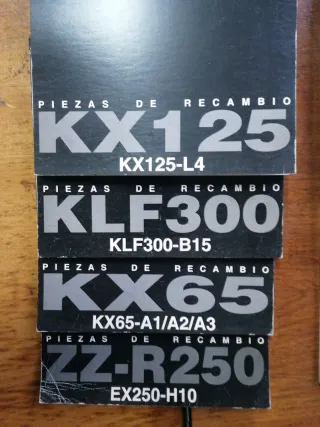 PIEZAS DE RECAMBIO
KX125
KX125-L4
PIEZAS DE RECAMBIO
KLF300
KLF300-B15
PIEZAS DE RECAMBIO
KX65
KX65-A1/A2/A3
PIEZAS DE RECAMBIO
ZZ-R250
EX250-H10